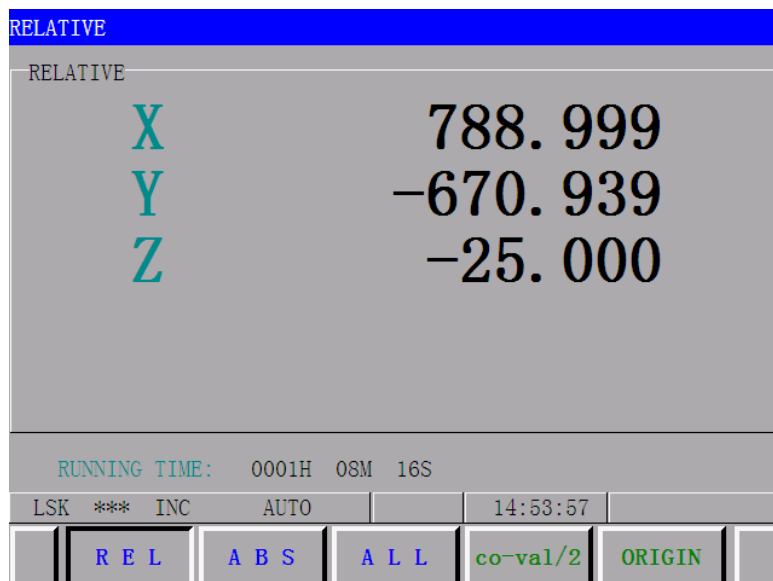 RELATIVE
RELATIVE
X 788.999
Y -670.939
Z -25.000
RUNNING TIME: 0001H 08M 16S
LSK *** INC AUTO 14:53:57
REL ABS ALL co-val/2 ORIGIN